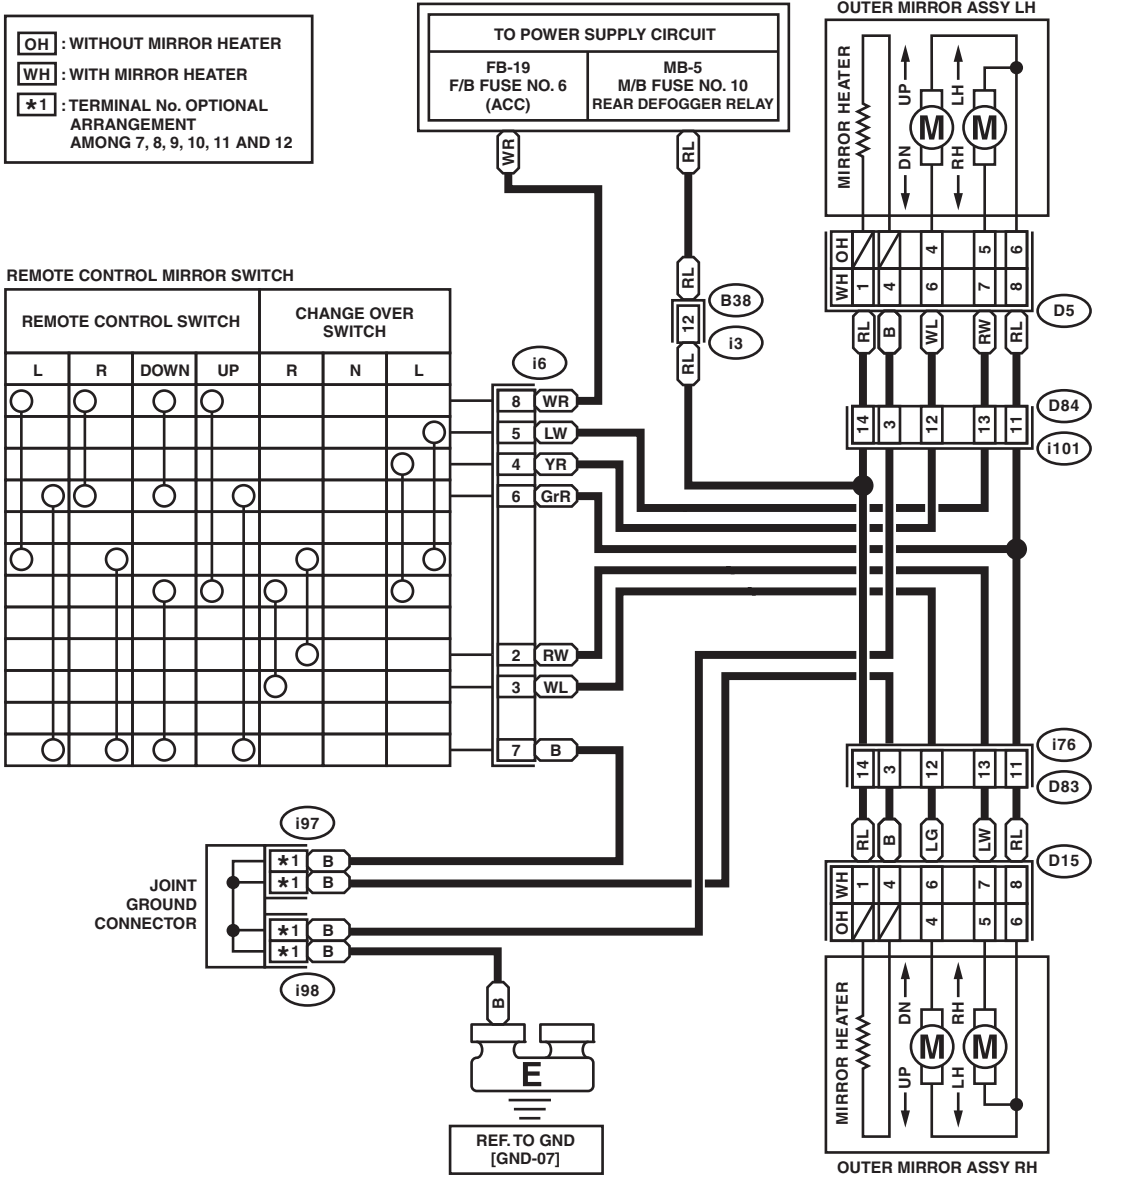 OH : WITHOUT MIRROR HEATER
WH : WITH MIRROR HEATER
*1 : TERMINAL No. OPTIONAL
ARRANGEMENT
AMONG 7, 8, 9, 10, 11 AND 12
TO POWER SUPPLY CIRCUIT
FB-19
F/B FUSE NO. 6
(ACC)
MB-5
M/B FUSE NO. 10
REAR DEFOGGER RELAY
WR
RL
RL
12
B38
i3
RL
OUTER MIRROR ASSY LH
MIRROR HEATER
UP
DN
M
LH
RH
M
OH 4 5 6
WH 1 4 6 7 8
D5
RL B WL RW RL
14 3 12 13 11
D84
i101
REMOTE CONTROL MIRROR SWITCH
REMOTE CONTROL SWITCH
CHANGE OVER
SWITCH
L R DOWN UP R N L
i6
8 WR
5 LW
4 YR
6 GrR
2 RW
3 WL
7 B
i76
14 3 12 13 11
D83
RL B LG LW RL
D15
WH 1 4 6 7 8
OH 4 5 6
MIRROR HEATER
DN
UP
M
RH
LH
M
OUTER MIRROR ASSY RH
i97
*1 B
*1 B
JOINT
GROUND
CONNECTOR
*1 B
*1 B
i98
B
E
REF. TO GND
[GND-07]